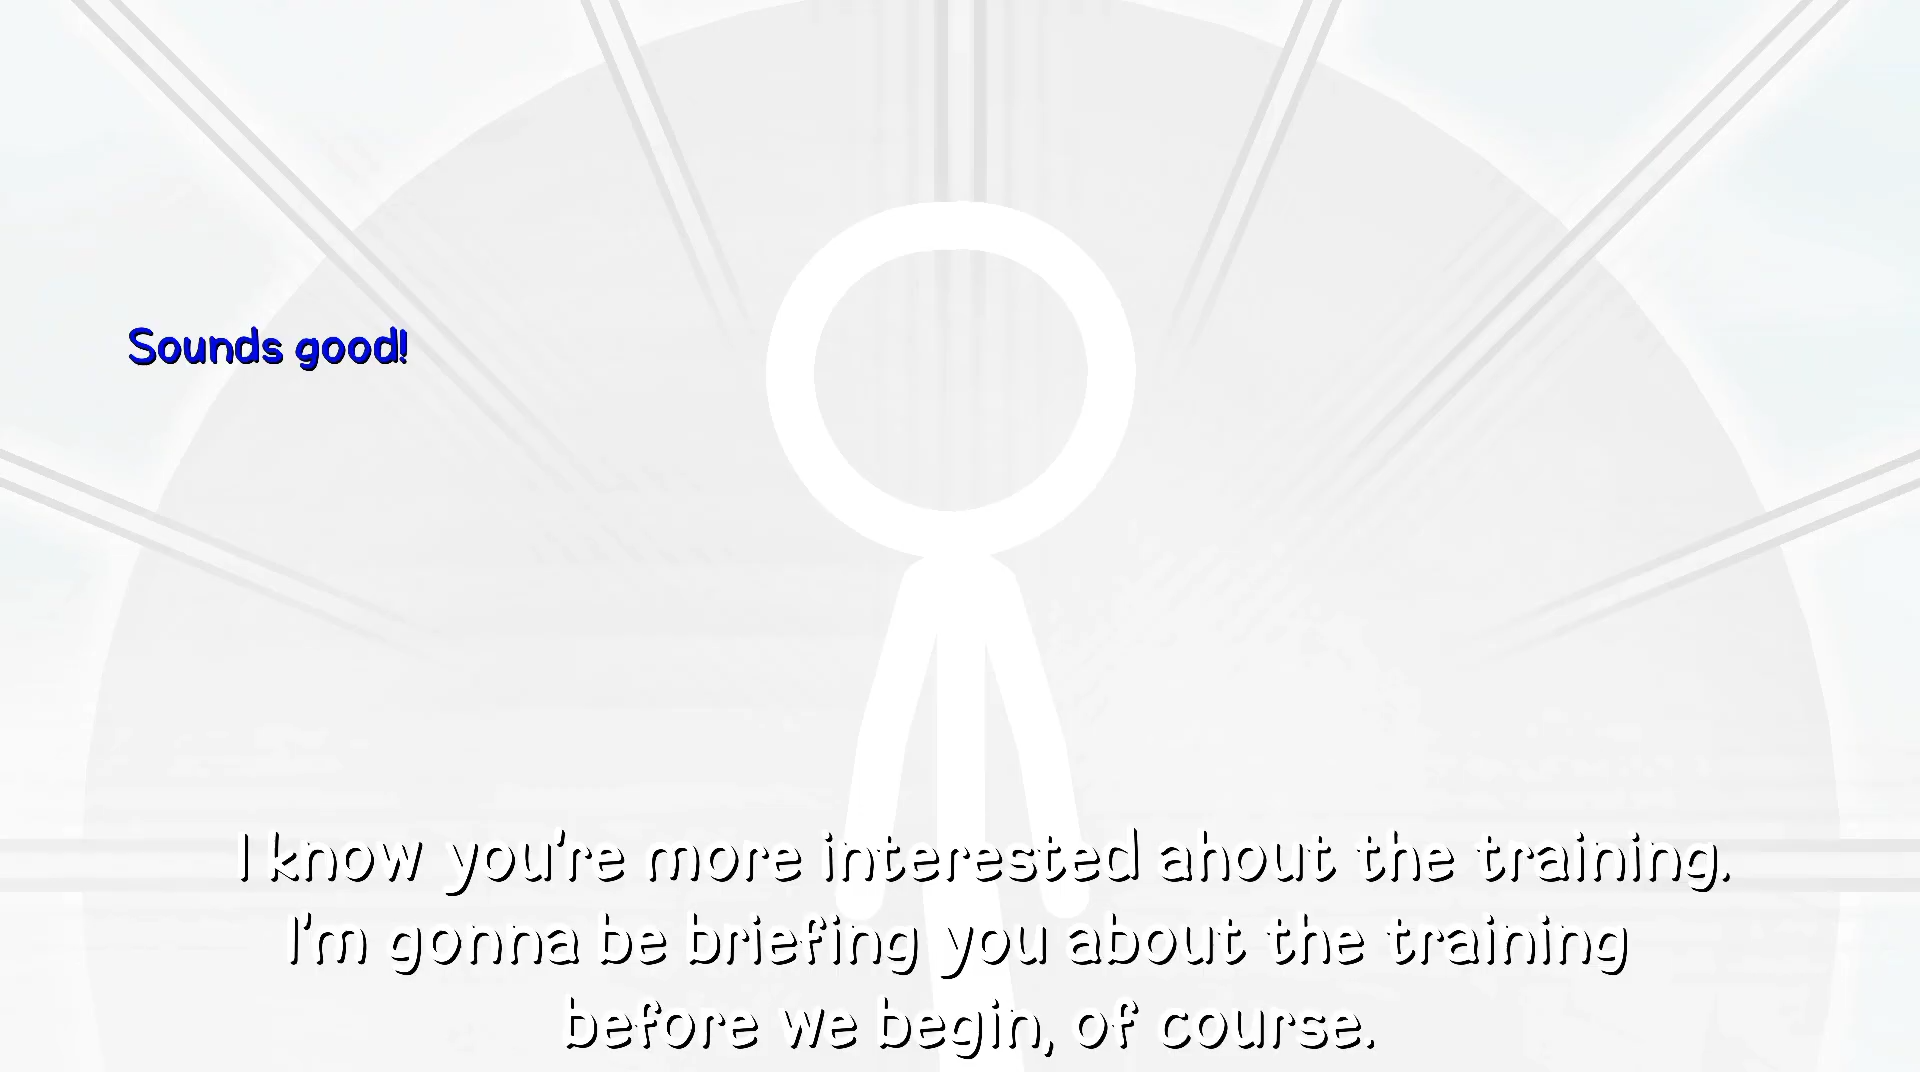 Sounds good!
I know you're more interested ahout the training.
I'm gonna be briefing you about the training
before we begin, of course.